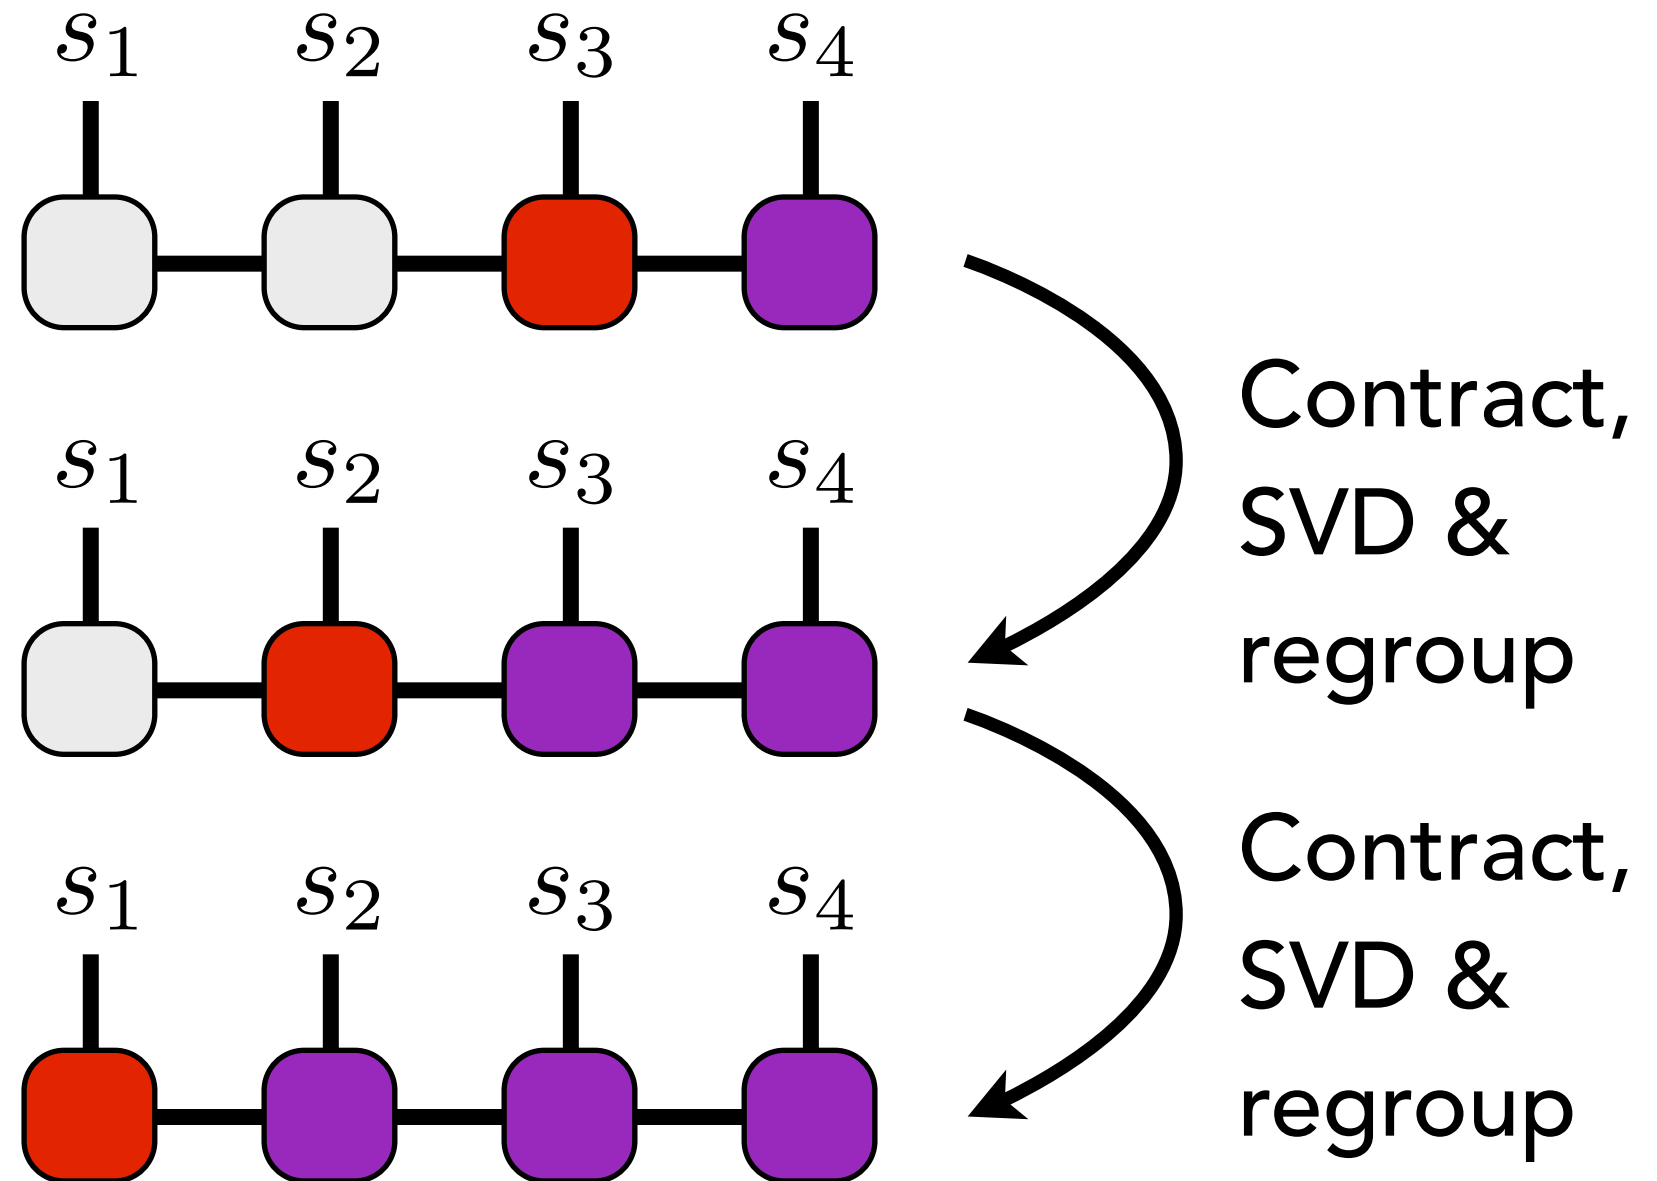 s₁ s₂ s₃ s₄
Contract,
SVD &
regroup
s₁ s₂ s₃ s₄
Contract,
SVD &
regroup
s₁ s₂ s₃ s₄